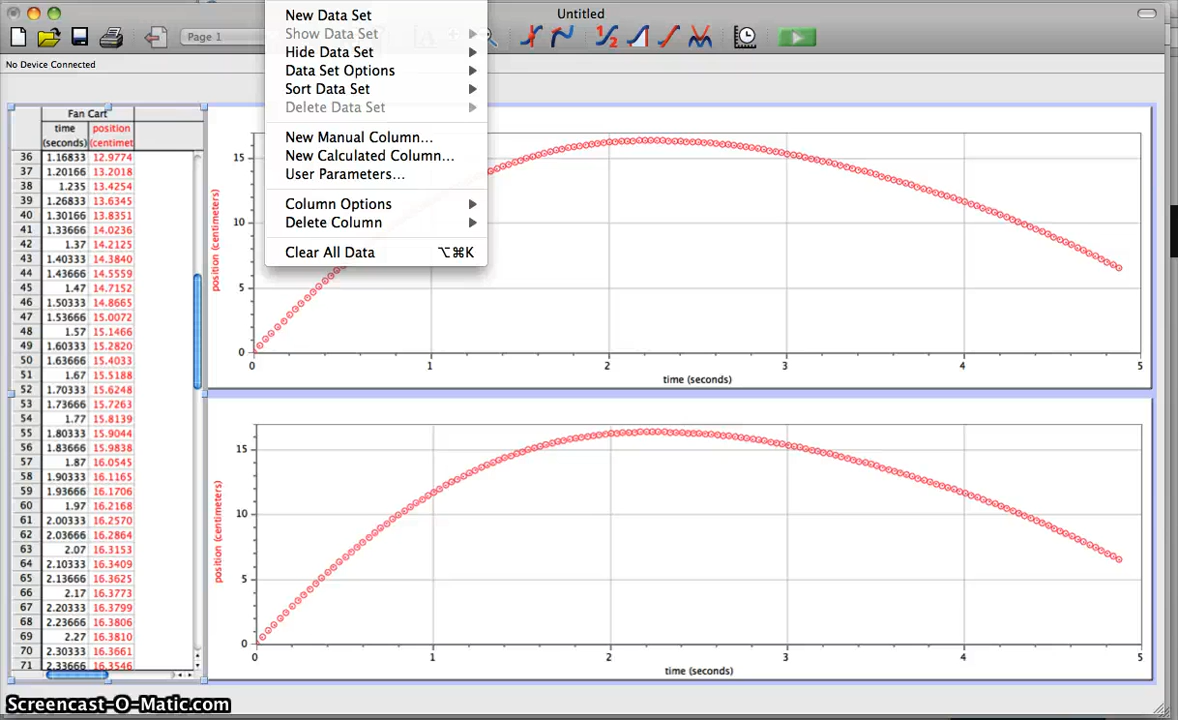 Untitled
Page 1
No Device Connected
New Data Set
Show Data Set
Hide Data Set
Data Set Options
Sort Data Set
Delete Data Set
New Manual Column...
New Calculated Column...
User Parameters...
Column Options
Delete Column
Clear All Data ⌥⌘K
Fan Cart
time position
(seconds) (centimet
36 1.16833 12.9774
37 1.20166 13.2018
38 1.235 13.4254
39 1.26833 13.6345
40 1.30166 13.8351
41 1.33666 14.0236
42 1.37 14.2125
43 1.40333 14.3840
44 1.43666 14.5559
45 1.47 14.7152
46 1.50333 14.8665
47 1.53666 15.0072
48 1.57 15.1466
49 1.60333 15.2820
50 1.63666 15.4033
51 1.67 15.5188
52 1.70333 15.6248
53 1.73666 15.7263
54 1.77 15.8139
55 1.80333 15.9044
56 1.83666 15.9838
57 1.87 16.0545
58 1.90333 16.1165
59 1.93666 16.1706
60 1.97 16.2168
61 2.00333 16.2570
62 2.03666 16.2864
63 2.07 16.3153
64 2.10333 16.3409
65 2.13666 16.3625
66 2.17 16.3773
67 2.20333 16.3799
68 2.23666 16.3806
69 2.27 16.3810
70 2.30333 16.3661
71 2.33666 16.3546
position (centimeters)
15
10
5
0
0 1 2 3 4 5
time (seconds)
position (centimeters)
15
10
5
0
0 1 2 3 4 5
time (seconds)
1/2
Screencast-O-Matic.com